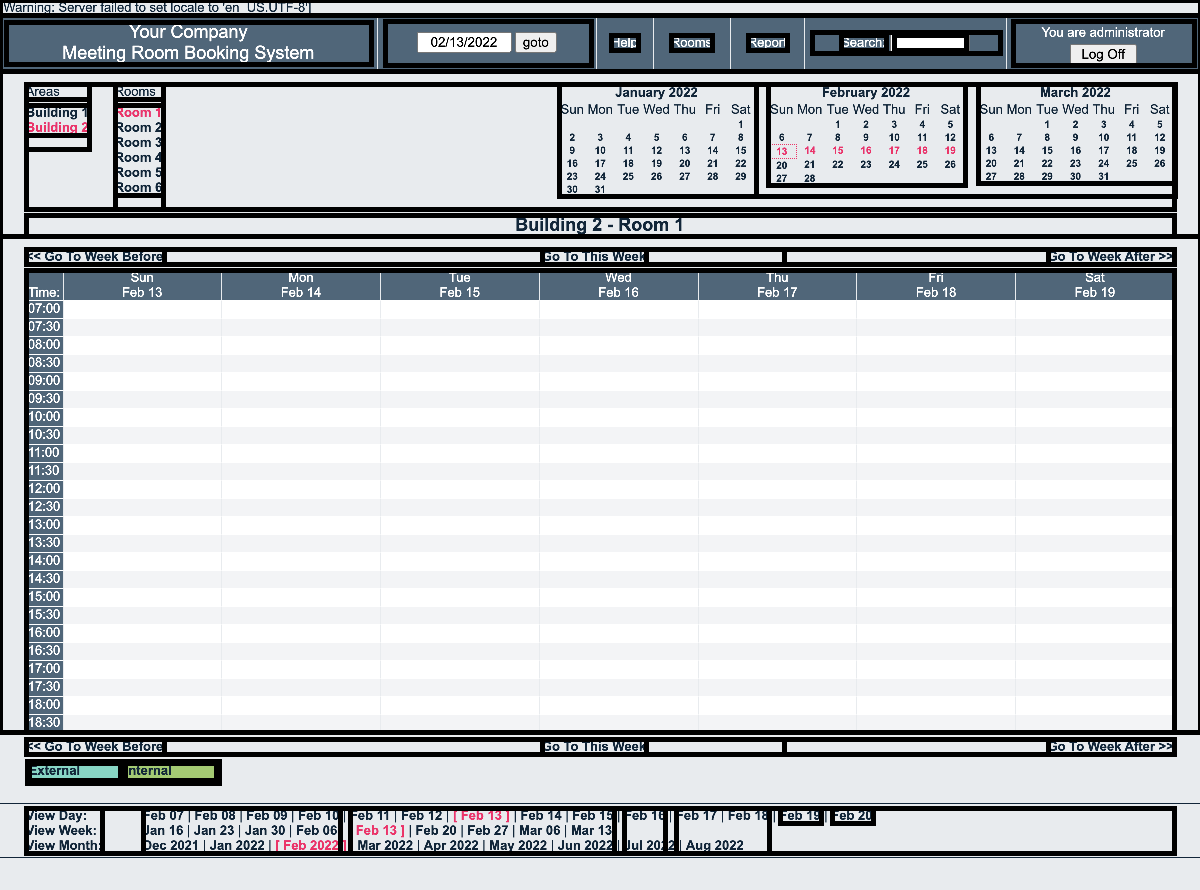 Warning: Server failed to set locale to 'en_US.UTF-8']
Your Company
Meeting Room Booking System
02/13/2022 goto
Help
Rooms
Report
Search:
You are administrator
Log Off
Areas
Building 1
Building 2
Rooms
Room 1
Room 2
Room 3
Room 4
Room 5
Room 6
January 2022
Sun Mon Tue Wed Thu Fri Sat
1
2 3 4 5 6 7 8
9 10 11 12 13 14 15
16 17 18 19 20 21 22
23 24 25 26 27 28 29
30 31
February 2022
Sun Mon Tue Wed Thu Fri Sat
1 2 3 4 5
6 7 8 9 10 11 12
13 14 15 16 17 18 19
20 21 22 23 24 25 26
27 28
March 2022
Sun Mon Tue Wed Thu Fri Sat
1 2 3 4 5
6 7 8 9 10 11 12
13 14 15 16 17 18 19
20 21 22 23 24 25 26
27 28 29 30 31
Building 2 - Room 1
<< Go To Week Before Go To This Week Go To Week After >>
Sun Mon Tue Wed Thu Fri Sat
Time: Feb 13 Feb 14 Feb 15 Feb 16 Feb 17 Feb 18 Feb 19
07:00
07:30
08:00
08:30
09:00
09:30
10:00
10:30
11:00
11:30
12:00
12:30
13:00
13:30
14:00
14:30
15:00
15:30
16:00
16:30
17:00
17:30
18:00
18:30
<< Go To Week Before Go To This Week Go To Week After >>
External Internal
View Day: Feb 07 | Feb 08 | Feb 09 | Feb 10 | Feb 11 | Feb 12 | [ Feb 13 ] | Feb 14 | Feb 15 | Feb 16 | Feb 17 | Feb 18 | Feb 19 | Feb 20
View Week: Jan 16 | Jan 23 | Jan 30 | Feb 06 | Feb 13 ] | Feb 20 | Feb 27 | Mar 06 | Mar 13
View Month: Dec 2021 | Jan 2022 | [ Feb 2022 ] | Mar 2022 | Apr 2022 | May 2022 | Jun 2022 | Jul 2022 | Aug 2022